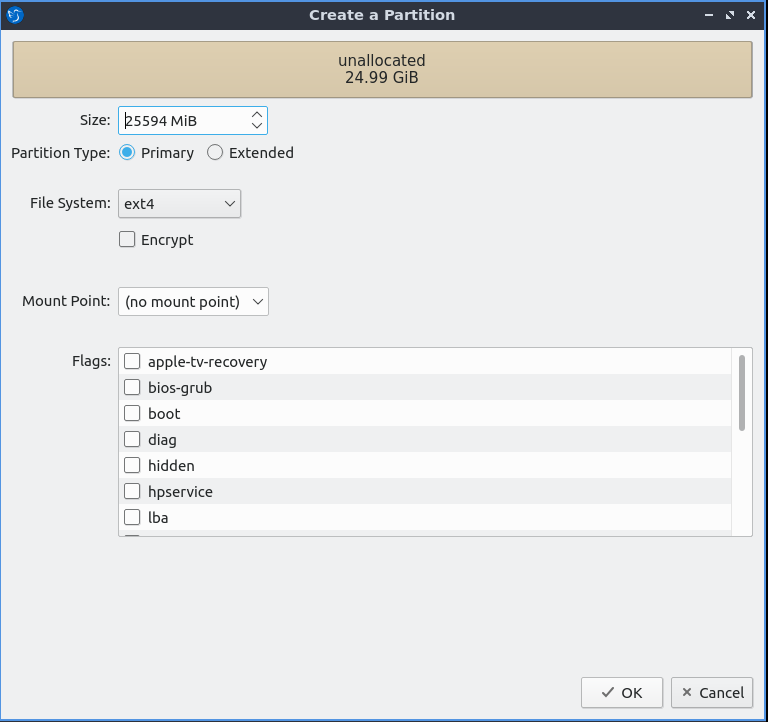 Create a Partition
unallocated
24.99 GiB
Size: 25594 MiB
Partition Type: Primary Extended
File System: ext4
Encrypt
Mount Point: (no mount point)
Flags: apple-tv-recovery
bios-grub
boot
diag
hidden
hpservice
lba
OK Cancel